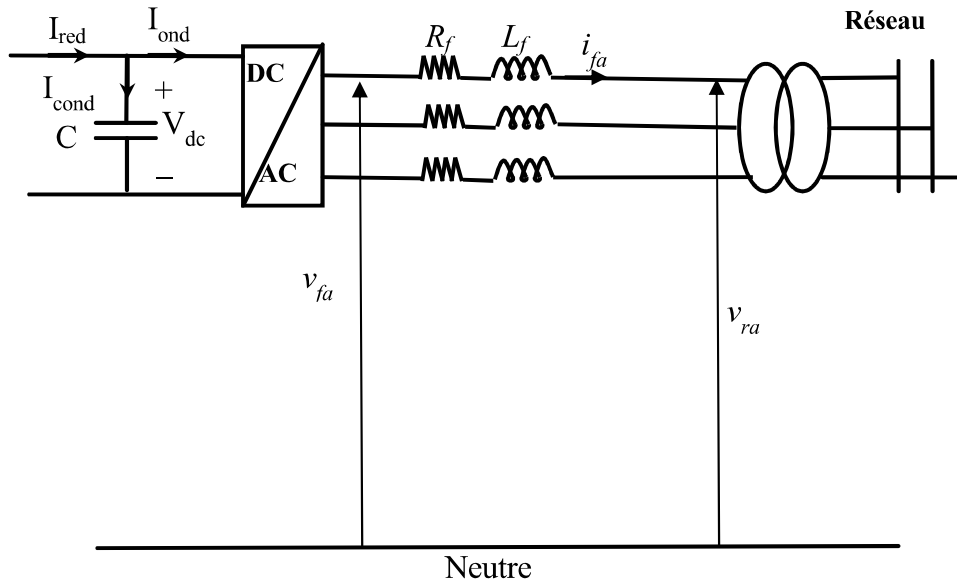 Réseau
I_red
I_ond
R_f
L_f
i_fa
I_cond
+
C
V_dc
–
DC
AC
v_fa
v_ra
Neutre